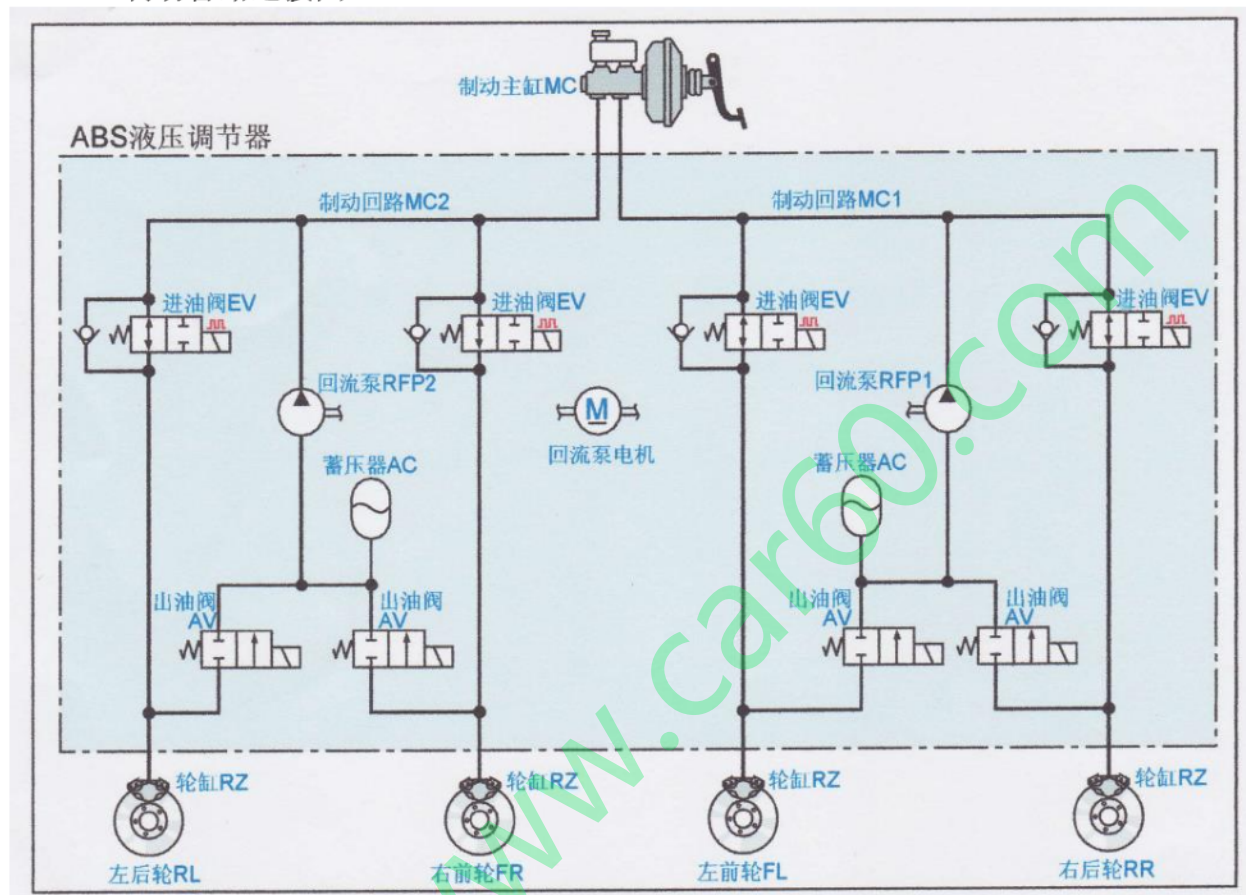 制动主缸MC
ABS液压调节器
制动回路MC2
制动回路MC1
进油阀EV
进油阀EV
进油阀EV
进油阀EV
回流泵RFP2
M
回流泵电机
回流泵RFP1
蓄压器AC
蓄压器AC
出油阀
AV
出油阀
AV
出油阀
AV
出油阀
AV
轮缸RZ
轮缸RZ
轮缸RZ
轮缸RZ
左后轮RL
右前轮FR
左前轮FL
右后轮RR
www.car60.com